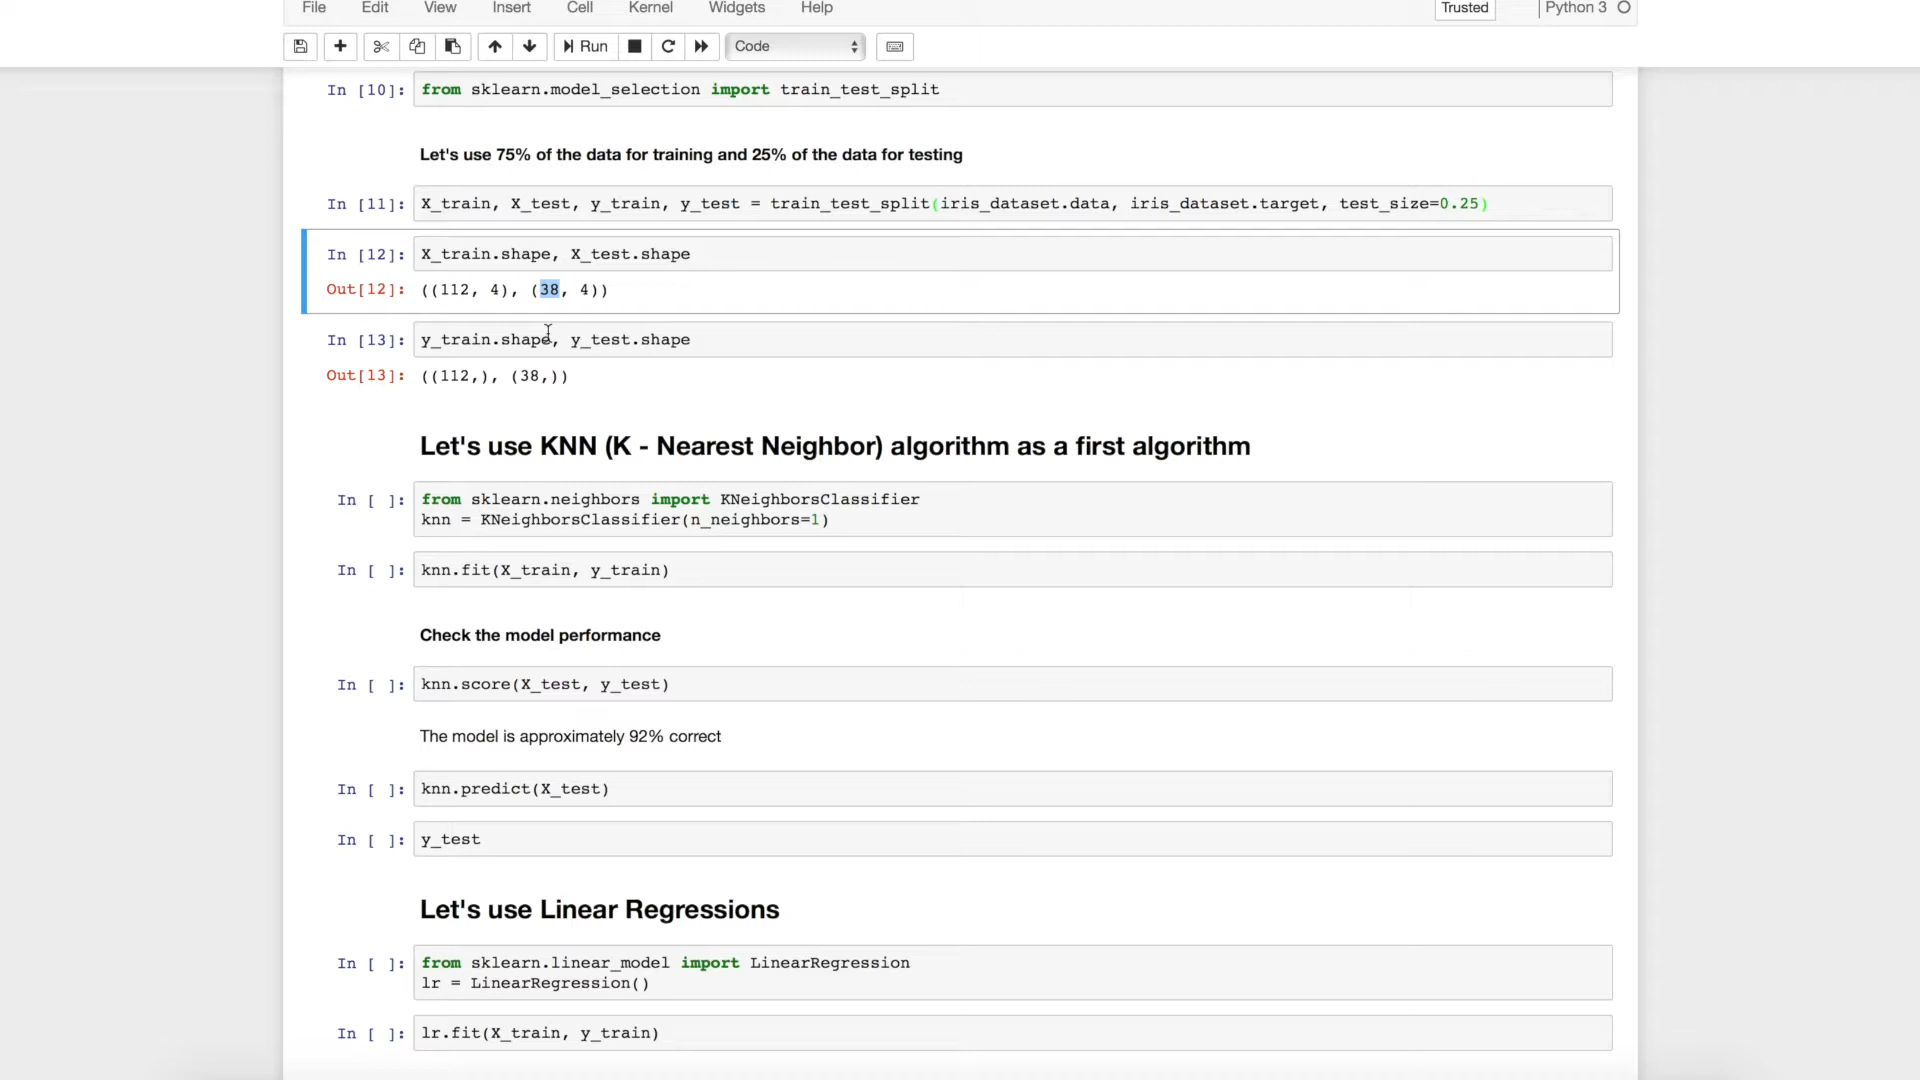 File Edit View Insert Cell Kernel Widgets Help Trusted Python 3
Run Code
In [10]: from sklearn.model_selection import train_test_split
Let's use 75% of the data for training and 25% of the data for testing
In [11]: X_train, X_test, y_train, y_test = train_test_split(iris_dataset.data, iris_dataset.target, test_size=0.25)
In [12]: X_train.shape, X_test.shape
Out[12]: ((112, 4), (38, 4))
In [13]: y_train.shape, y_test.shape
Out[13]: ((112,), (38,))
Let's use KNN (K - Nearest Neighbor) algorithm as a first algorithm
In [ ]: from sklearn.neighbors import KNeighborsClassifier
knn = KNeighborsClassifier(n_neighbors=1)
In [ ]: knn.fit(X_train, y_train)
Check the model performance
In [ ]: knn.score(X_test, y_test)
The model is approximately 92% correct
In [ ]: knn.predict(X_test)
In [ ]: y_test
Let's use Linear Regressions
In [ ]: from sklearn.linear_model import LinearRegression
lr = LinearRegression()
In [ ]: lr.fit(X_train, y_train)